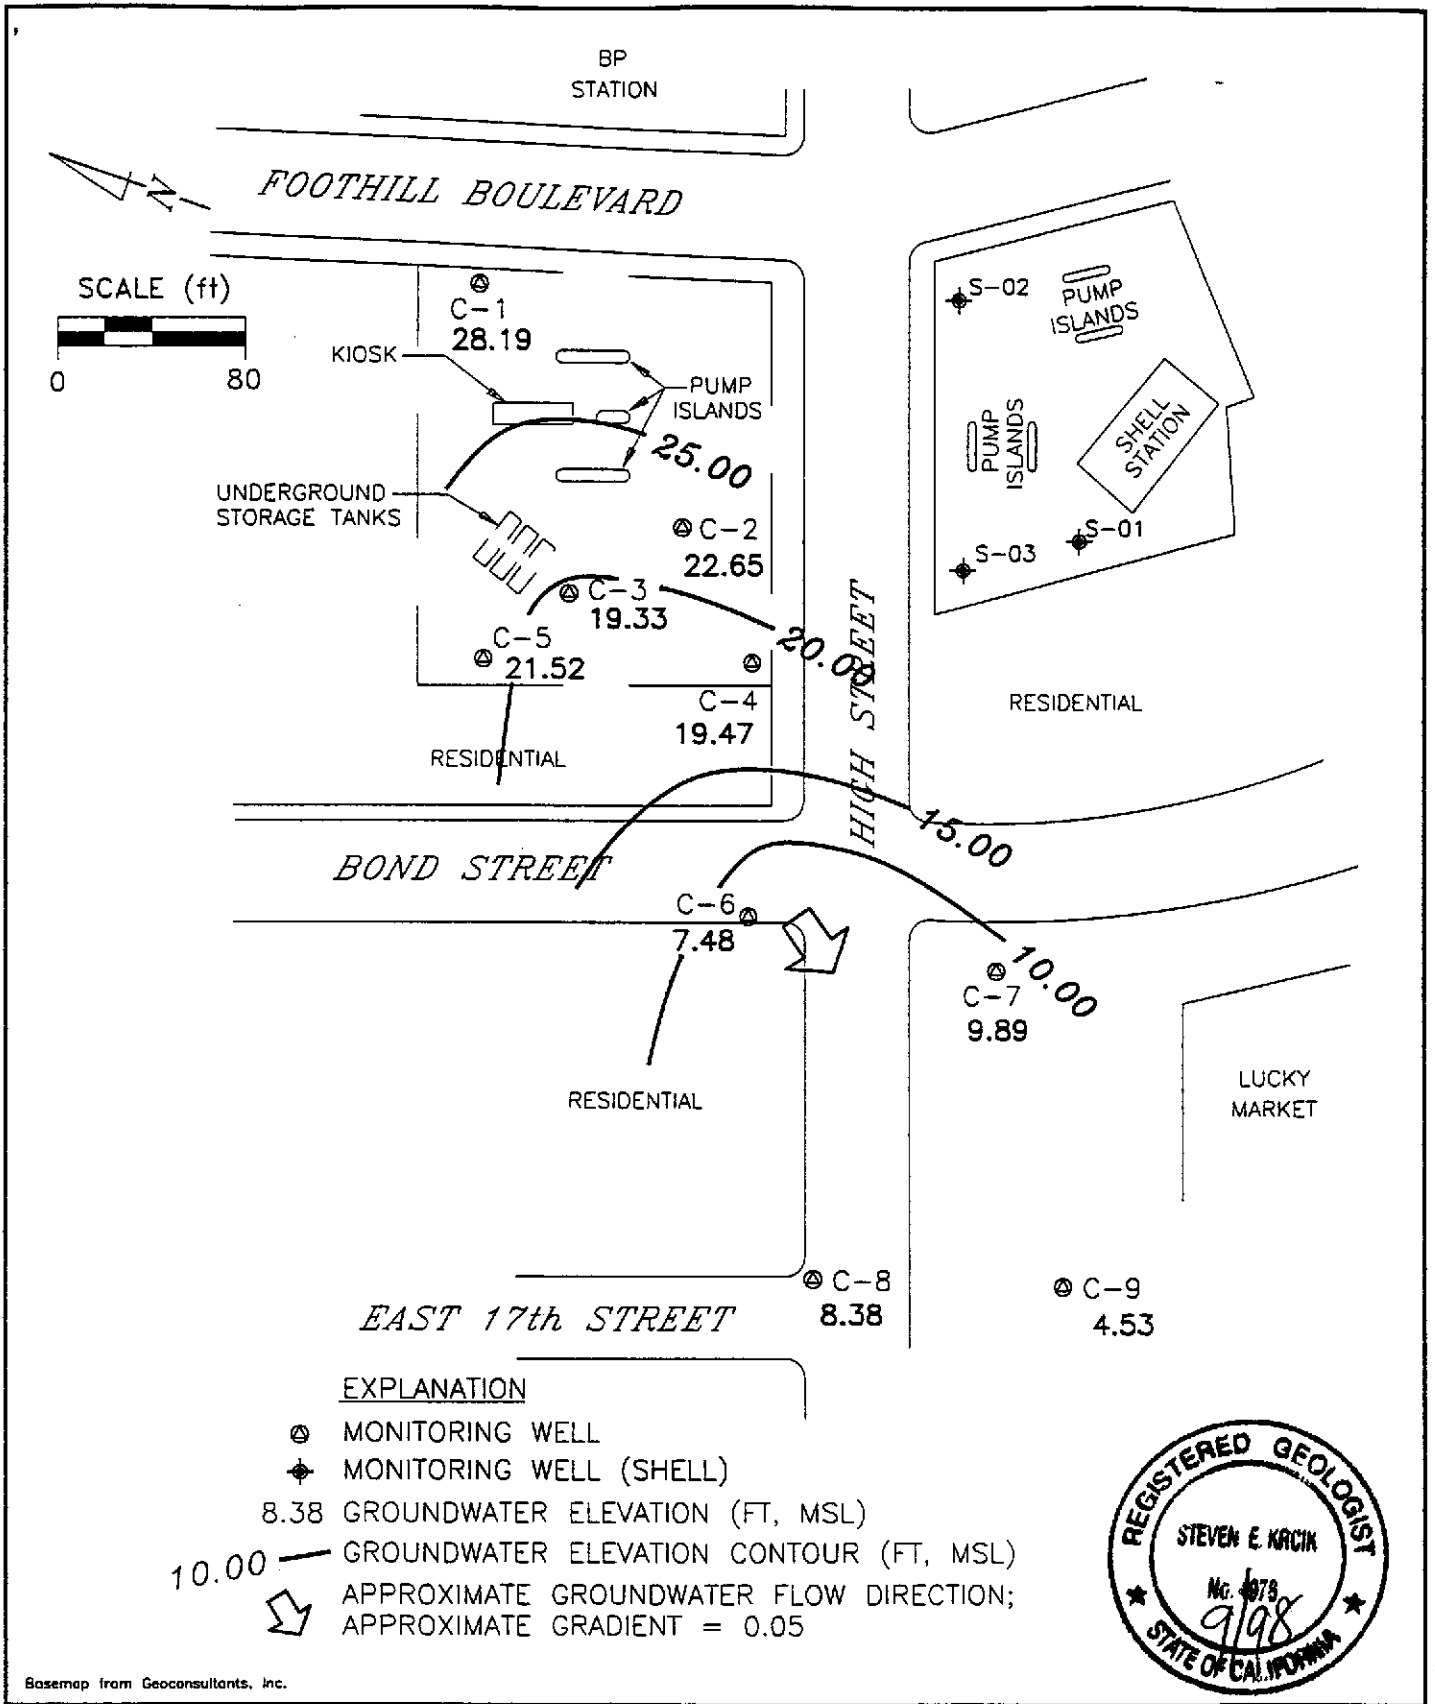 BP
STATION
N
FOOTHILL BOULEVARD
SCALE (ft)
0 80
C-1
28.19
KIOSK
PUMP
ISLANDS
25.00
UNDERGROUND
STORAGE TANKS
C-2
22.65
C-3
19.33
C-5
21.52
20.00
C-4
19.47
RESIDENTIAL
HIGH STREET
S-02
PUMP
ISLANDS
PUMP
ISLANDS
SHELL
STATION
S-01
S-03
RESIDENTIAL
15.00
BOND STREET
C-6
7.48
10.00
C-7
9.89
RESIDENTIAL
LUCKY
MARKET
C-8
8.38
C-9
4.53
EAST 17th STREET
EXPLANATION
MONITORING WELL
MONITORING WELL (SHELL)
8.38 GROUNDWATER ELEVATION (FT, MSL)
10.00 GROUNDWATER ELEVATION CONTOUR (FT, MSL)
APPROXIMATE GROUNDWATER FLOW DIRECTION;
APPROXIMATE GRADIENT = 0.05
REGISTERED GEOLOGIST
STEVEN E. KRCIK
No.
9/98
STATE OF CALIFORNIA
Basemap from Geoconsultants, Inc.